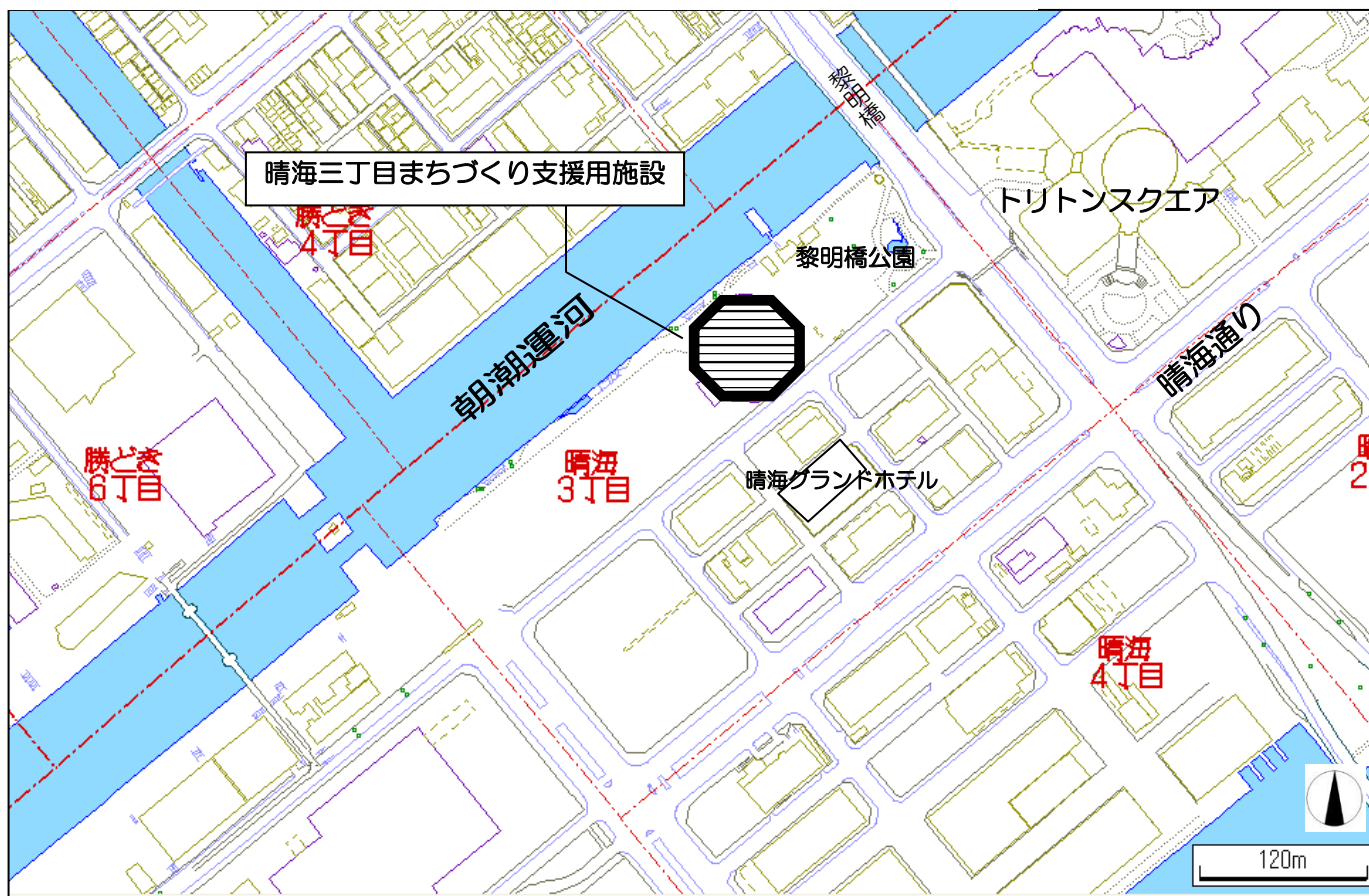 黎明橋
晴海三丁目まちづくり支援用施設
トリトンスクエア
勝どき
4丁目
黎明橋公園
朝潮運河
晴海通り
勝どき
6丁目
晴海
3丁目
晴海グランドホテル
2
晴海
4丁目
120m